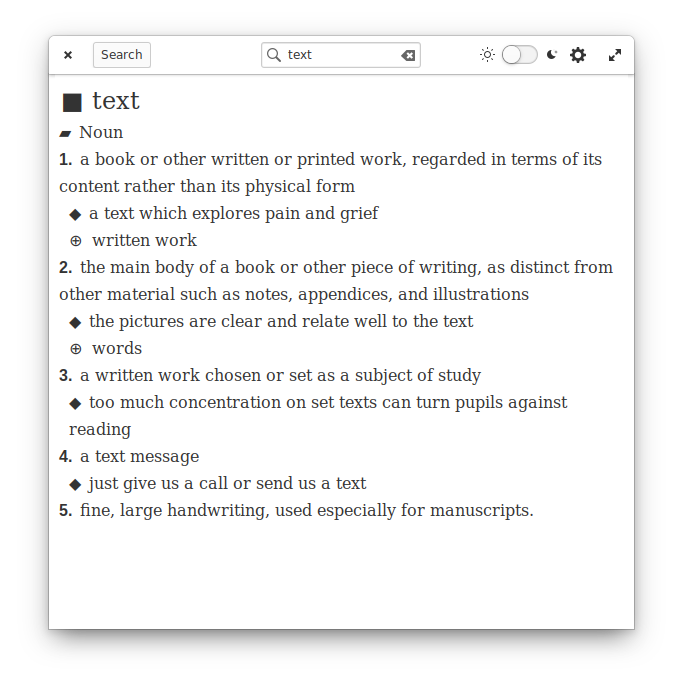 Search
text
■ text
▰ Noun
1. a book or other written or printed work, regarded in terms of its
content rather than its physical form
◆ a text which explores pain and grief
⊕ written work
2. the main body of a book or other piece of writing, as distinct from
other material such as notes, appendices, and illustrations
◆ the pictures are clear and relate well to the text
⊕ words
3. a written work chosen or set as a subject of study
◆ too much concentration on set texts can turn pupils against
reading
4. a text message
◆ just give us a call or send us a text
5. fine, large handwriting, used especially for manuscripts.